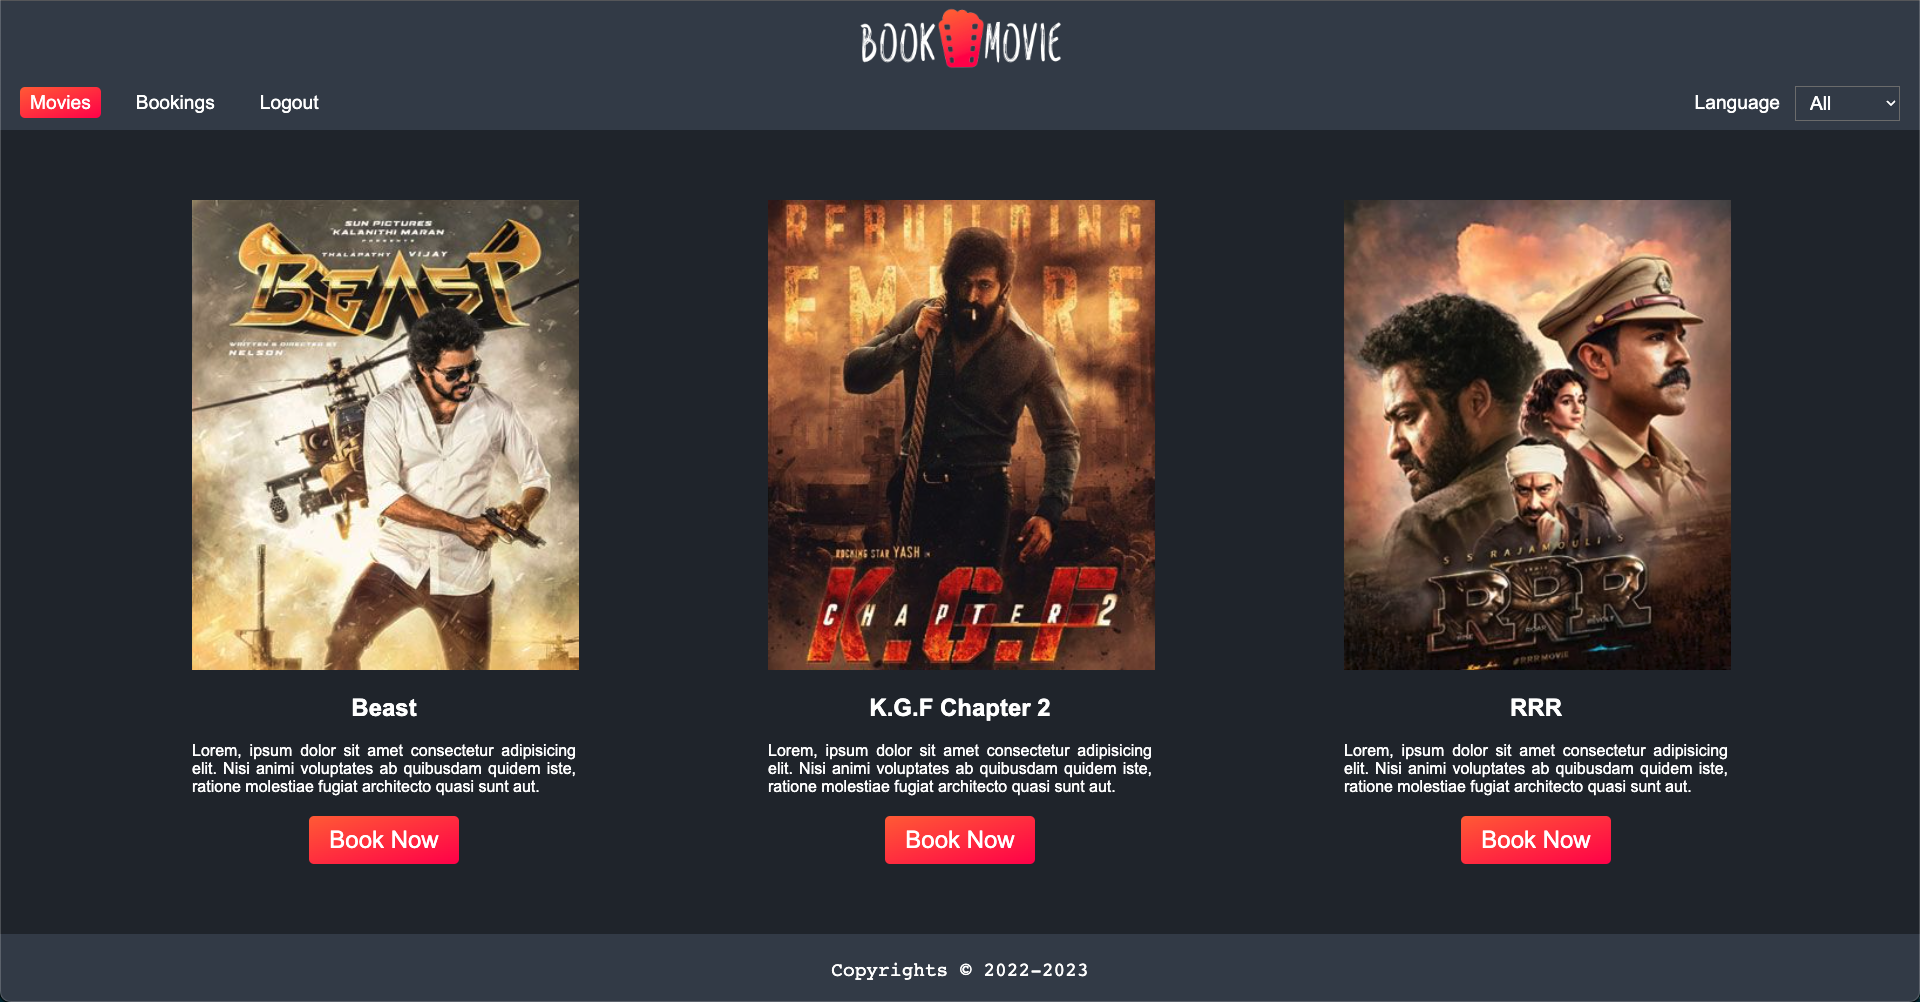 BOOK MOVIE
Movies Bookings Logout Language All
SUN PICTURES
KALANITHI MARAN
PRESENTS
THALAPATHY VIJAY
BEAST
WRITTEN & DIRECTED BY
NELSON
REBUILDING
EMPIRE
ROCKING STAR YASH IN
K.G.F
CHAPTER 2
S S RAJAMOULI'S
RRR
RISE ROAR REVOLT
#RRRMOVIE
Beast
Lorem, ipsum dolor sit amet consectetur adipisicing
elit. Nisi animi voluptates ab quibusdam quidem iste,
ratione molestiae fugiat architecto quasi sunt aut.
Book Now
K.G.F Chapter 2
Lorem, ipsum dolor sit amet consectetur adipisicing
elit. Nisi animi voluptates ab quibusdam quidem iste,
ratione molestiae fugiat architecto quasi sunt aut.
Book Now
RRR
Lorem, ipsum dolor sit amet consectetur adipisicing
elit. Nisi animi voluptates ab quibusdam quidem iste,
ratione molestiae fugiat architecto quasi sunt aut.
Book Now
Copyrights © 2022-2023